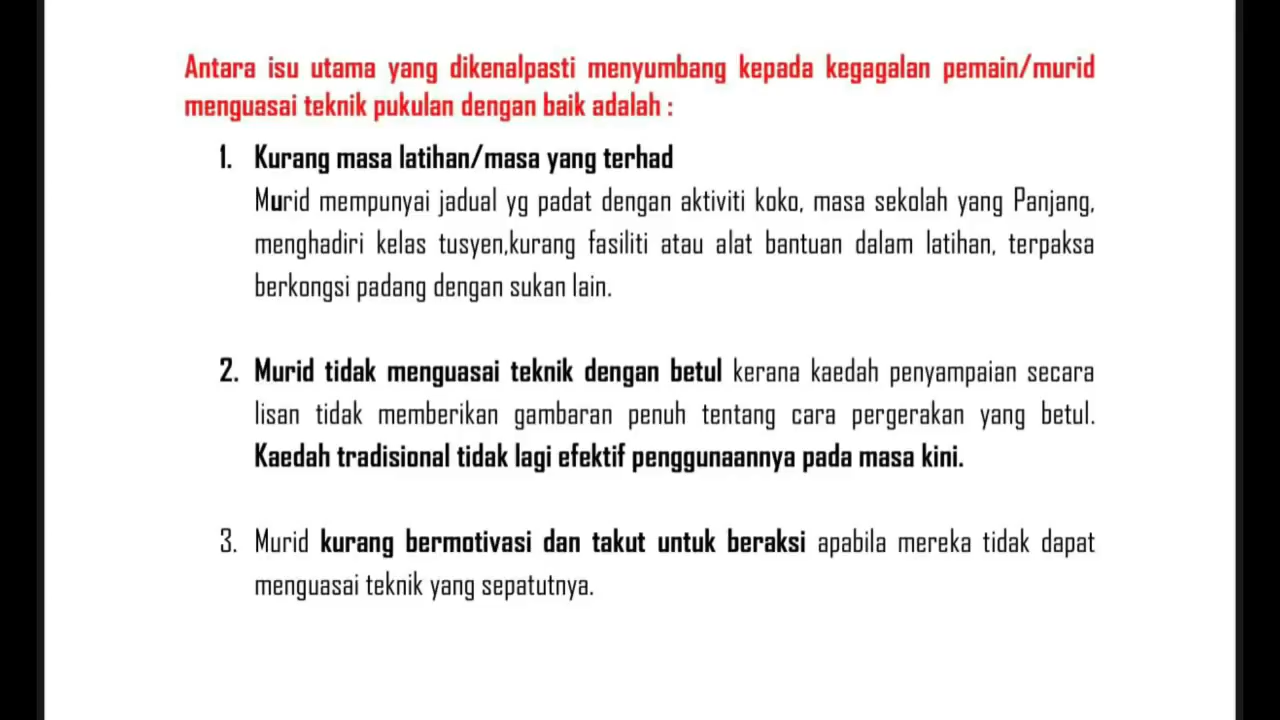 Antara isu utama yang dikenalpasti menyumbang kepada kegagalan pemain/murid
menguasai teknik pukulan dengan baik adalah :
1. Kurang masa latihan/masa yang terhad
Murid mempunyai jadual yg padat dengan aktiviti koko, masa sekolah yang Panjang,
menghadiri kelas tusyen,kurang fasiliti atau alat bantuan dalam latihan, terpaksa
berkongsi padang dengan sukan lain.
2. Murid tidak menguasai teknik dengan betul kerana kaedah penyampaian secara
lisan tidak memberikan gambaran penuh tentang cara pergerakan yang betul.
Kaedah tradisional tidak lagi efektif penggunaannya pada masa kini.
3. Murid kurang bermotivasi dan takut untuk beraksi apabila mereka tidak dapat
menguasai teknik yang sepatutnya.